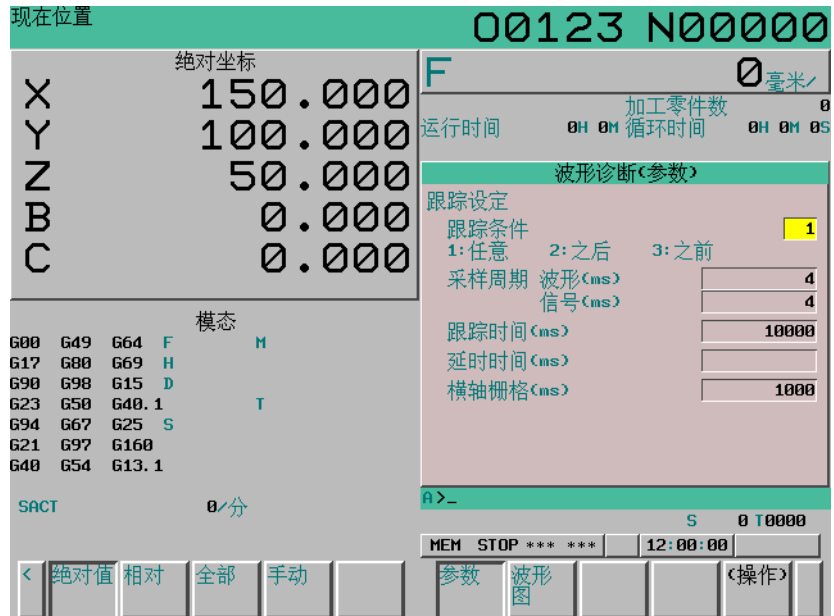 现在位置 O0123 N00000
绝对坐标
X 150.000
Y 100.000
Z 50.000
B 0.000
C 0.000
F 0毫米/
加工零件数 0
运行时间 0H 0M 循环时间 0H 0M 0S
模态
G00 G49 G64 F M
G17 G80 G69 H
G90 G98 G15 D
G23 G50 G40.1 T
G94 G67 G25 S
G21 G97 G160
G40 G54 G13.1
SACT 0/分
波形诊断(参数)
跟踪设定
跟踪条件 1
1:任意 2:之后 3:之前
采样周期 波形(ms) 4
信号(ms) 4
跟踪时间(ms) 10000
延时时间(ms)
横轴栅格(ms) 1000
A>_
S 0 T0000
MEM STOP *** *** 12:00:00
< 绝对值 相对 全部 手动 参数 波形图 (操作)